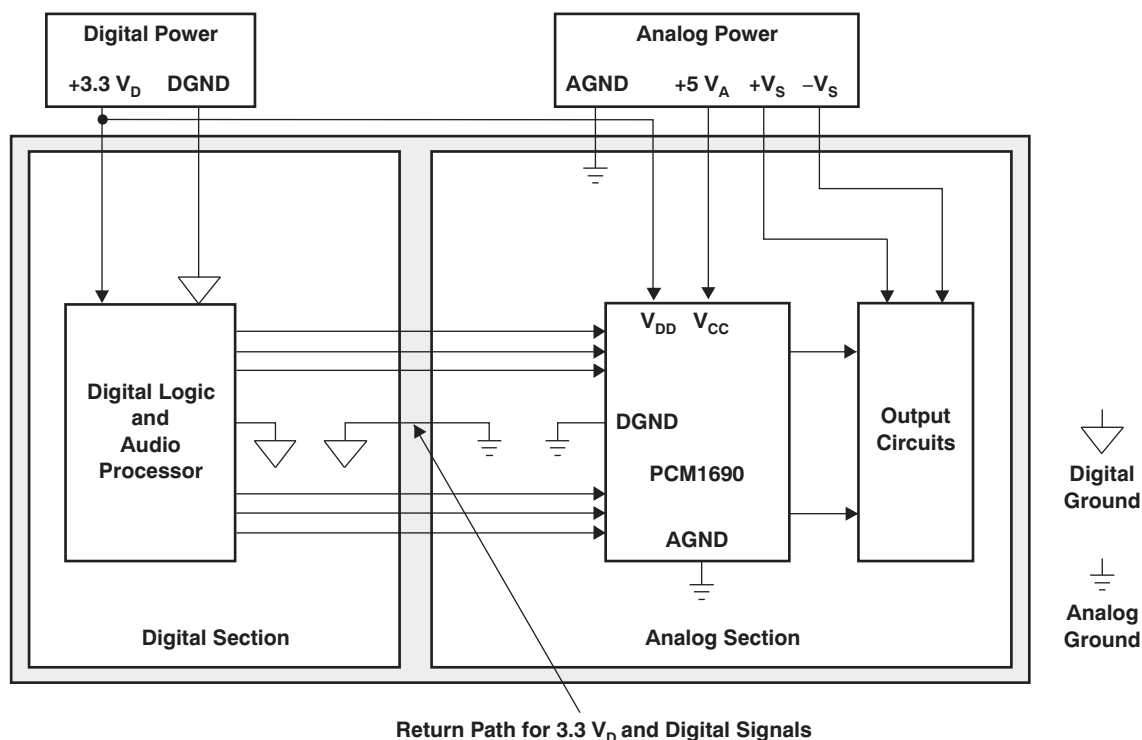 Digital Power
+3.3 V_D DGND
Analog Power
AGND +5 V_A +V_S –V_S
V_DD V_CC
Digital Logic
and
Audio
Processor
DGND
PCM1690
AGND
Output
Circuits
Digital
Ground
Analog
Ground
Digital Section
Analog Section
Return Path for 3.3 V_D and Digital Signals